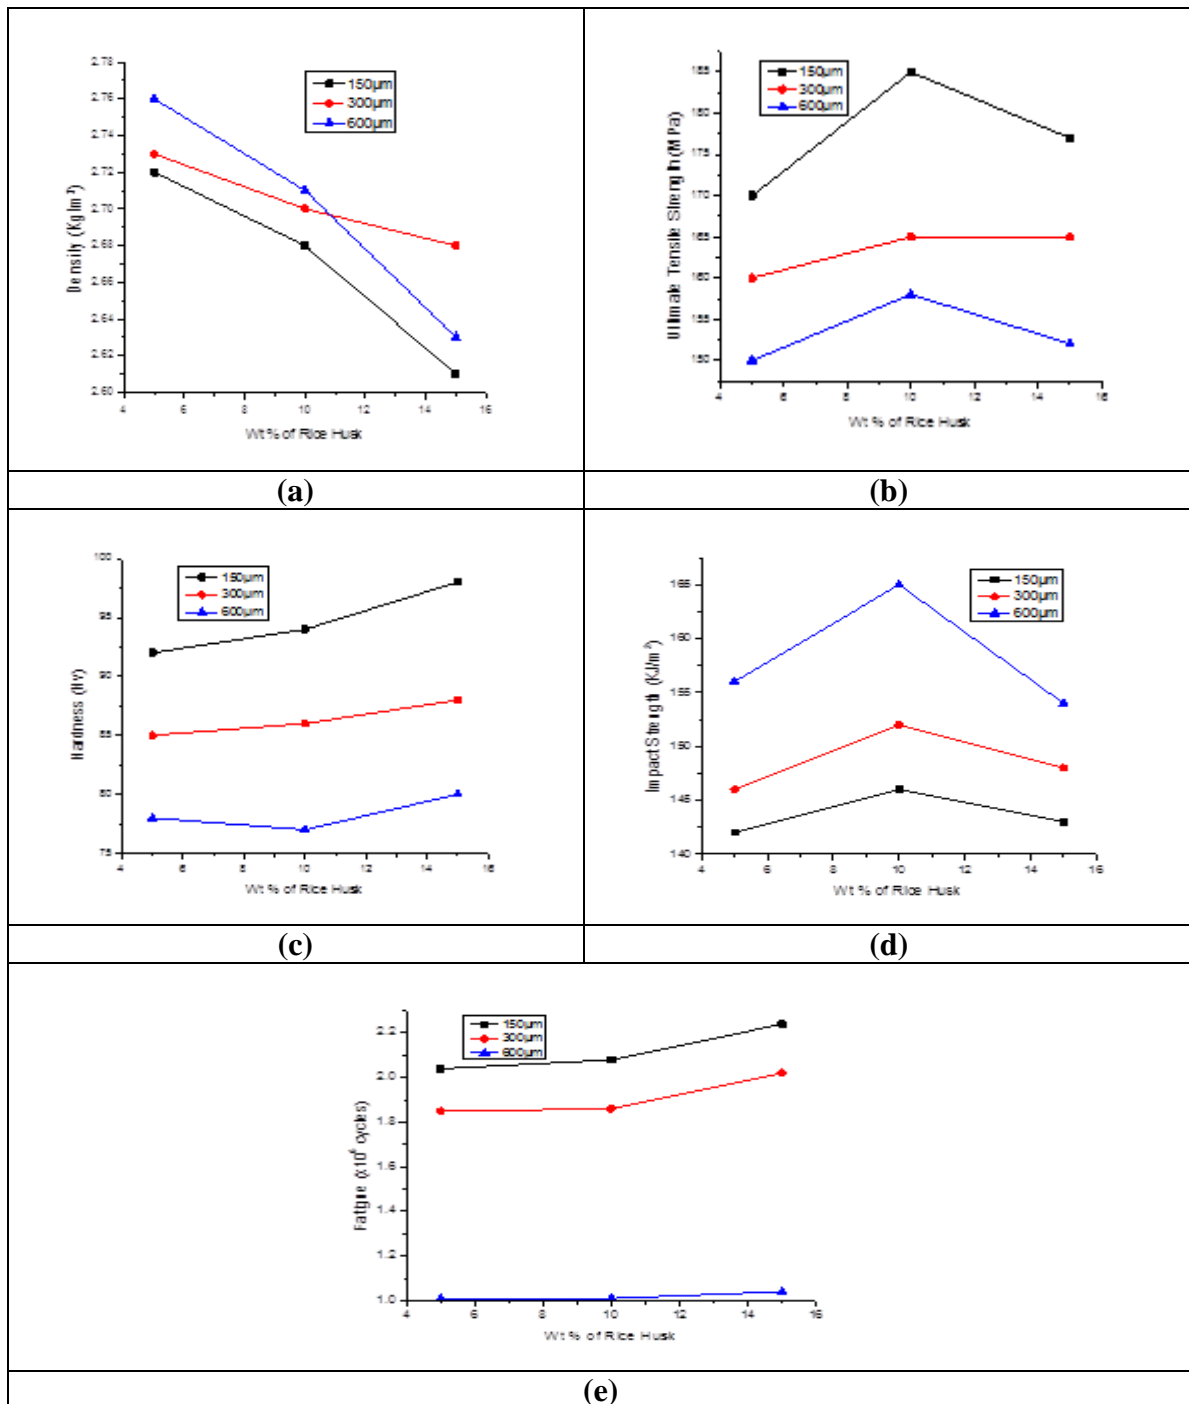 2.78
2.76
2.74
2.72
2.70
2.68
2.66
2.64
2.62
2.60
Density (Kg/m³)
150µm
300µm
600µm
4 6 8 10 12 14 16
Wt % of Rice Husk
185
180
175
170
165
160
155
150
Ultimate Tensile Strength (MPa)
150µm
300µm
600µm
4 6 8 10 12 14 16
Wt % of Rice Husk
(a)
(b)
100
95
90
85
80
75
Hardness (Hv)
150µm
300µm
600µm
4 6 8 10 12 14 16
Wt % of Rice Husk
165
160
155
150
145
140
Impact Strength (KJ/m²)
150µm
300µm
600µm
4 6 8 10 12 14 16
Wt % of Rice Husk
(c)
(d)
2.2
2.0
1.8
1.6
1.4
1.2
1.0
cycles)
150µm
300µm
600µm
4 6 8 10 12 14 16
Wt % of Rice Husk
(e)